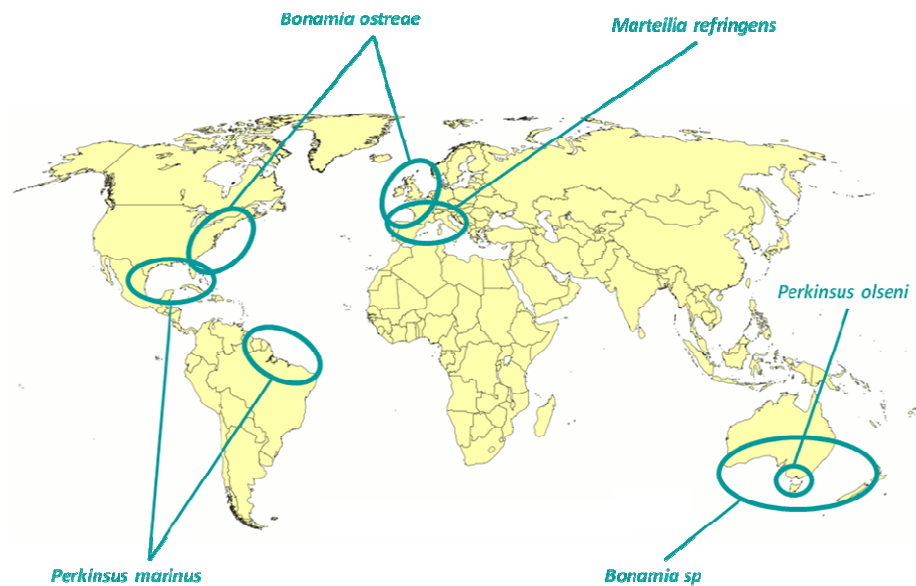 Bonamia ostreae
Marteilia refringens
Perkinsus olseni
Perkinsus marinus
Bonamia sp